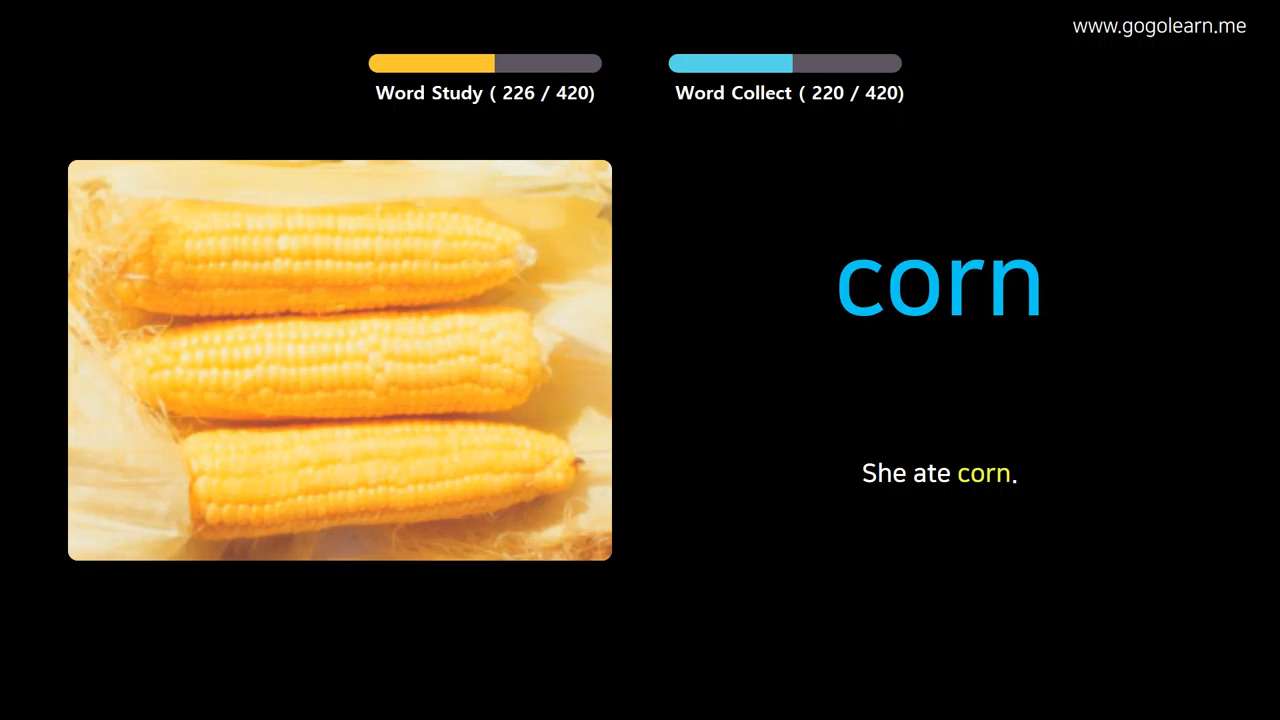 www.gogolearn.me
Word Study ( 226 / 420)
Word Collect ( 220 / 420)
corn
She ate corn.